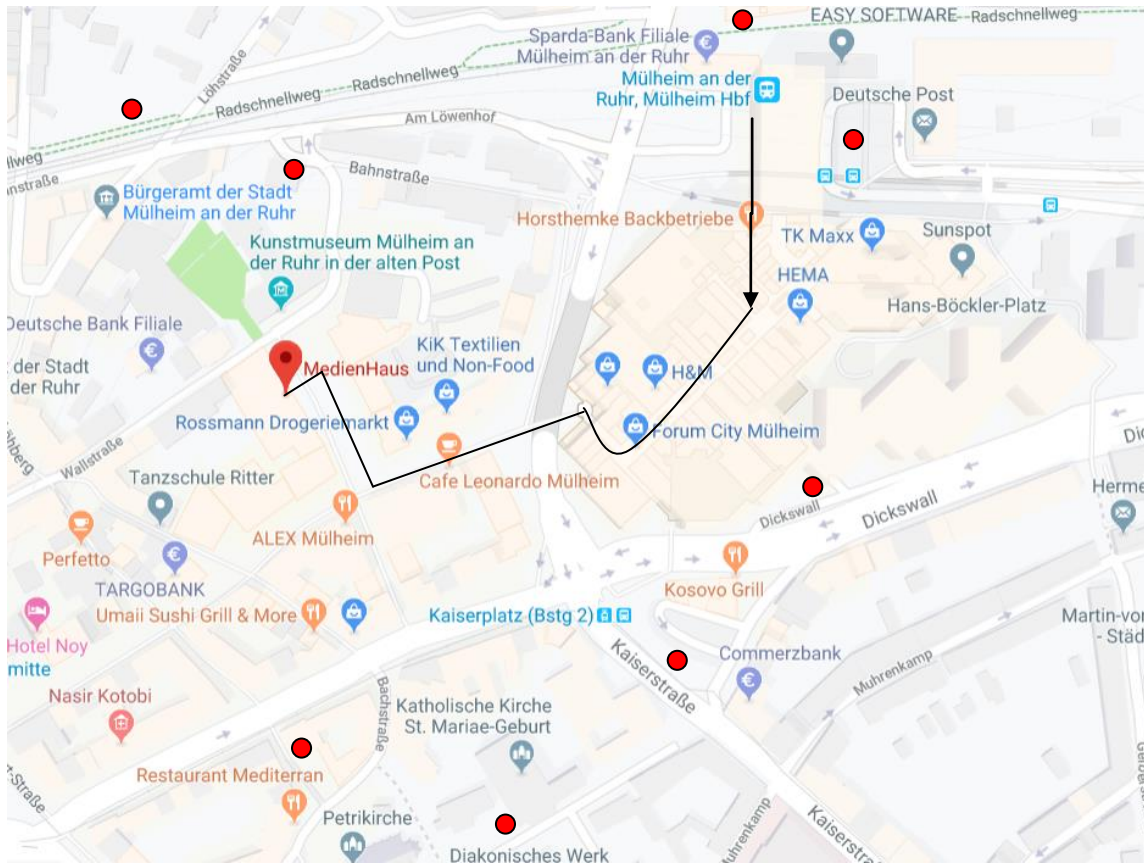 EASY SOFTWARE
Radschnellweg
Sparda-Bank Filiale
Mülheim an der Ruhr
Löhstraße
Radschnellweg
Mülheim an der
Ruhr, Mülheim Hbf
Radschnellweg
Deutsche Post
Am Löwenhof
Bahnstraße
Bürgeramt der Stadt
Mülheim an der Ruhr
Horsthemke Backbetriebe
TK Maxx
Sunspot
Kunstmuseum Mülheim an
der Ruhr in der alten Post
HEMA
Hans-Böckler-Platz
Deutsche Bank Filiale
KiK Textilien
und Non-Food
t der Stadt
der Ruhr
MedienHaus
H&M
Rossmann Drogeriemarkt
Forum City Mülheim
Wallstraße
Cafe Leonardo Mülheim
Tanzschule Ritter
Dickswall
Dickswall
Herme
ALEX Mülheim
Perfetto
TARGOBANK
Kosovo Grill
Umaii Sushi Grill & More
Kaiserplatz (Bstg 2)
Martin-vo
- Städ
Hotel Noy
mitte
Kaiserstraße
Commerzbank
Muhrenkamp
Nasir Kotobi
Bachstraße
Katholische Kirche
St. Mariae-Geburt
Restaurant Mediterran
t-Straße
Petrikirche
Muhrenkamp
Kaiserstraße
Diakonisches Werk